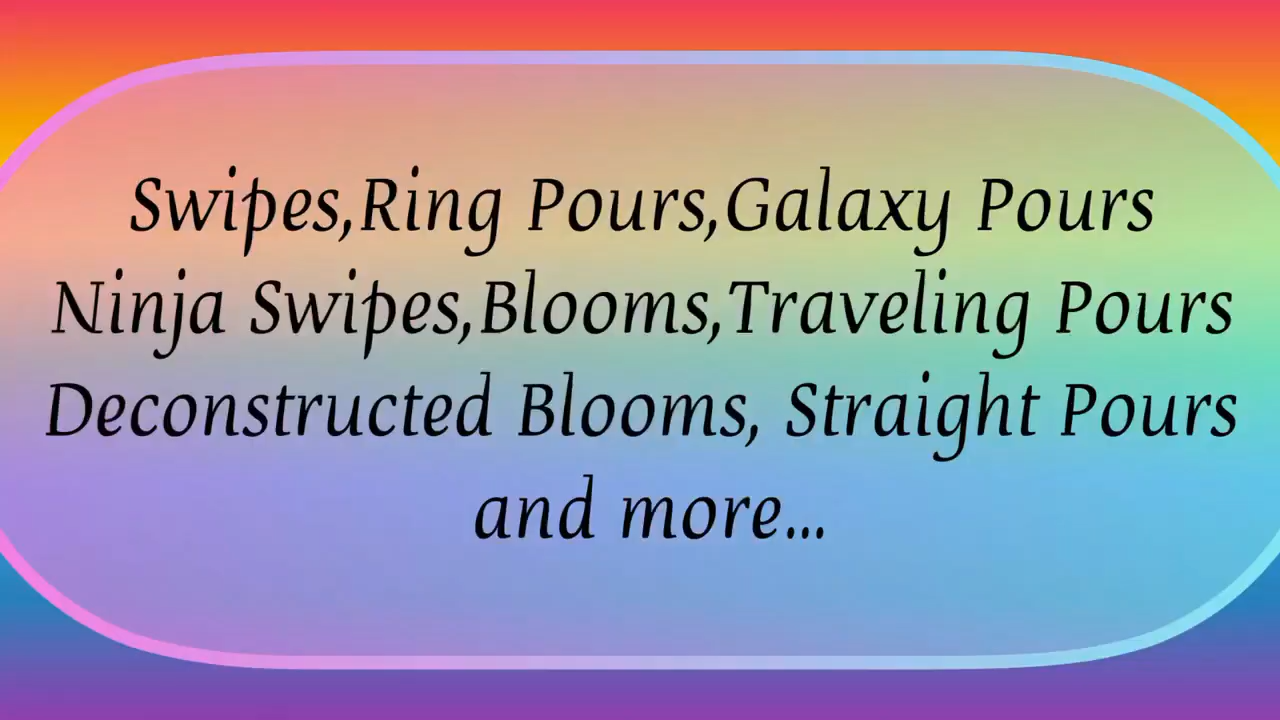 Swipes,Ring Pours,Galaxy Pours
Ninja Swipes,Blooms,Traveling Pours
Deconstructed Blooms, Straight Pours
and more...